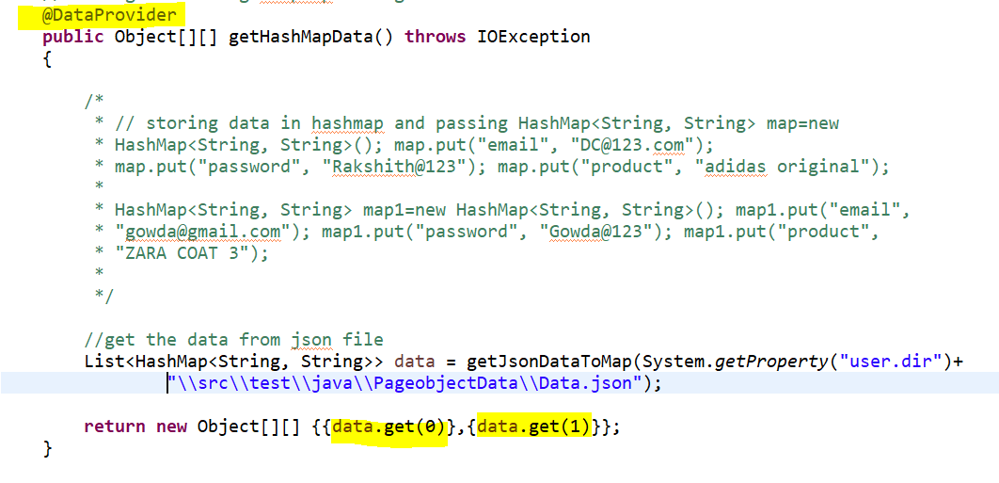 @DataProvider
public Object[][] getHashMapData() throws IOException
{
/*
* // storing data in hashmap and passing HashMap<String, String> map=new
* HashMap<String, String>(); map.put("email", "DC@123.com");
* map.put("password", "Rakshith@123"); map.put("product", "adidas original");
*
* HashMap<String, String> map1=new HashMap<String, String>(); map1.put("email",
* "gowda@gmail.com"); map1.put("password", "Gowda@123"); map1.put("product",
* "ZARA COAT 3");
*
*/
//get the data from json file
List<HashMap<String, String>> data = getJsonDataToMap(System.getProperty("user.dir")+
"\\src\\test\\java\\PageobjectData\\Data.json");
return new Object[][] {{data.get(0)},{data.get(1)}};
}